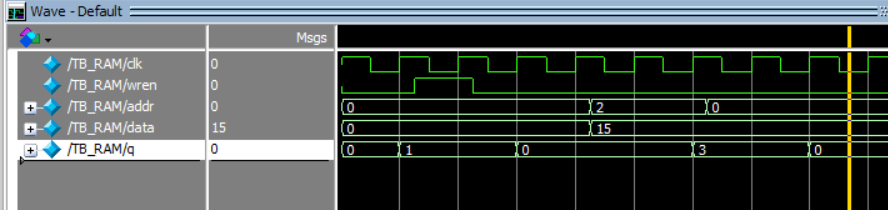 Wave - Default
Msgs
/TB_RAM/clk 0
/TB_RAM/wren 0
/TB_RAM/addr 0 0 2 0
/TB_RAM/data 15 0 15
/TB_RAM/q 0 0 1 0 3 0